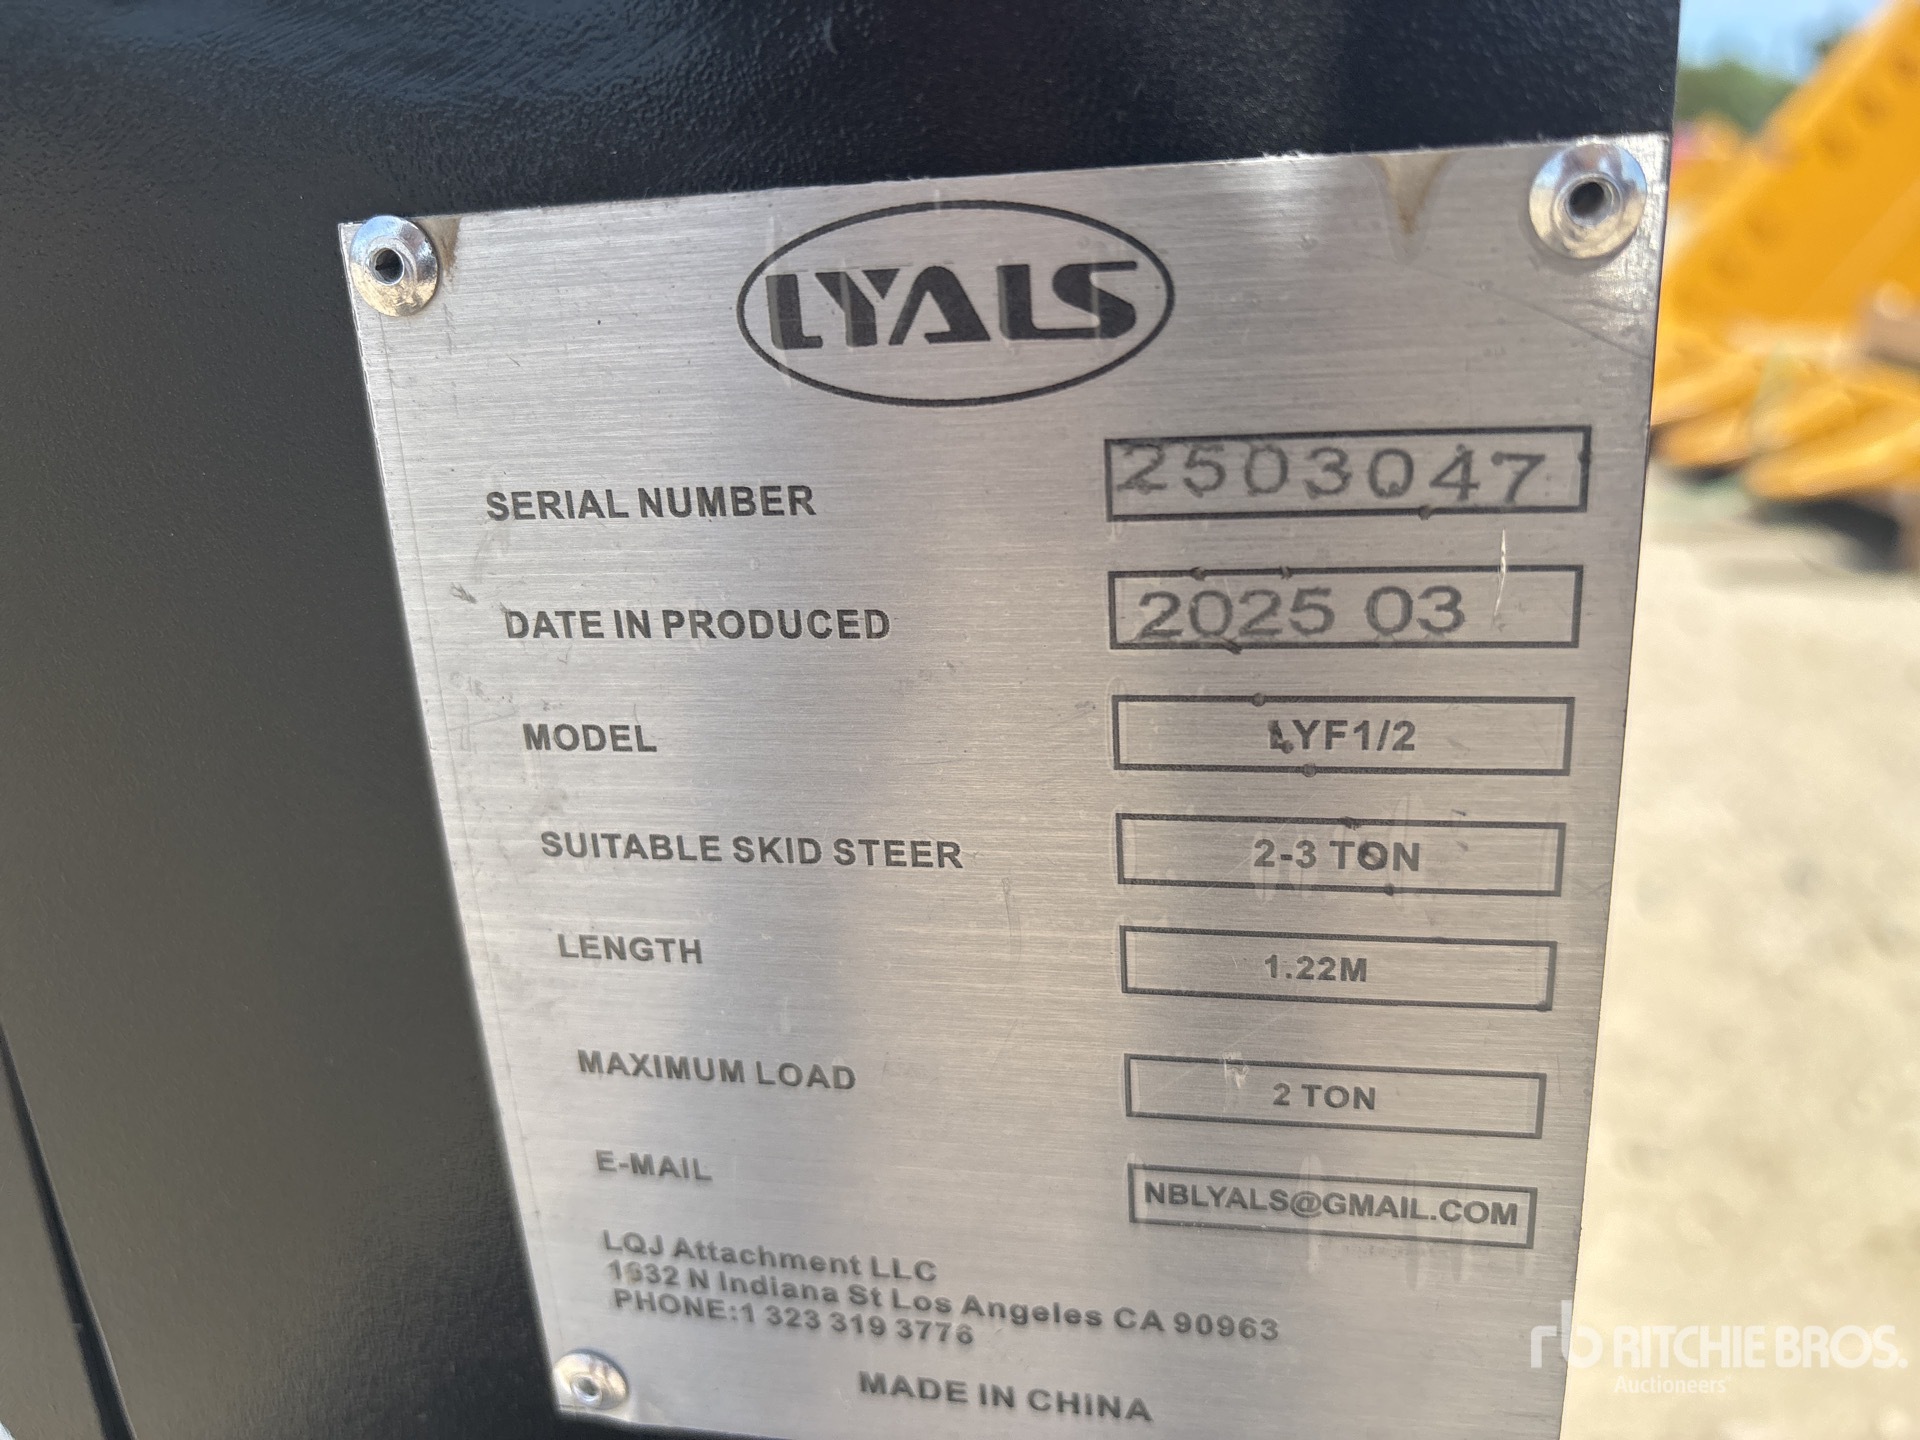 LYALS
SERIAL NUMBER 2503047
DATE IN PRODUCED 2025 03
MODEL LYF1/2
SUITABLE SKID STEER 2-3 TON
LENGTH 1.22M
MAXIMUM LOAD 2 TON
E-MAIL NBLYALS@GMAIL.COM
LQJ Attachment LLC
1632 N Indiana St Los Angeles CA 90963
PHONE:1 323 319 3776
MADE IN CHINA
rb RITCHIE BROS.
Auctioneers